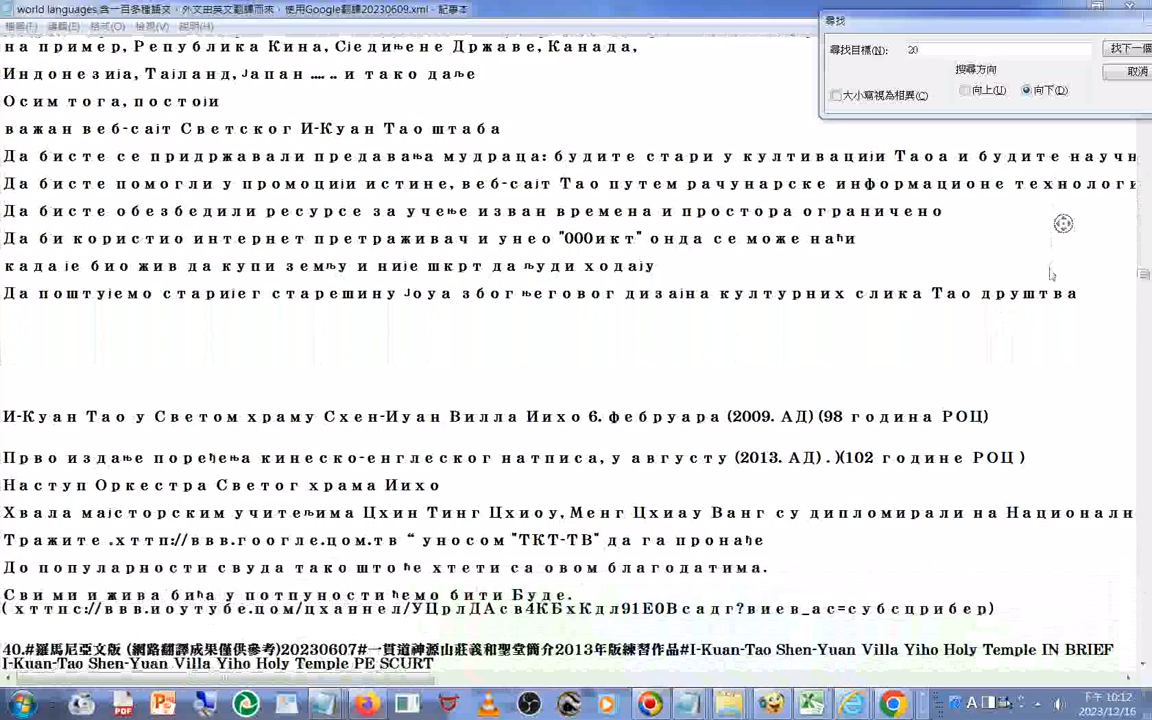 world languages 含一百多種語文，外文由英文翻譯而來，使用Google翻譯20230609.xml - 記事本
檔案(F) 編輯(E) 格式(O) 檢視(V) 說明(H)
尋找
尋找目標(N): 20
找下一個
搜尋方向
取消
大小寫視為相異(C)
向上(U) 向下(D)
на пример, Република Кина, Сједињене Државе, Канада,
Индонезија, Тајланд, Јапан ..... и тако даље
Осим тога, постоји
важан веб-сајт Светског И-Куан Тао штаба
Да бисте се придржавали предавања мудраца: будите стари у култивацији Таоа и будите научн
Да бисте помогли у промоцији истине, веб-сајт Тао путем рачунарске информационе технологи
Да бисте обезбедили ресурсе за учење изван времена и простора ограничено
Да би користио интернет претраживач и унео "000икт" онда се може наћи
када је био жив да купи земљу и није шкрт да људи ходају
Да поштујемо старијег старешину Јоуа због његовог дизајна културних слика Тао друштва
И-Куан Тао у Светом храму Схен-Иуан Вилла Иихо 6. фебруара (2009. АД) (98 година РОЦ)
Прво издање поређења кинеско-енглеског натписа, у августу (2013. АД) . )(102 године РОЦ )
Наступ Оркестра Светог храма Иихо
Хвала мајсторским учитељима Цхин Тинг Цхиоу, Менг Цхиау Ванг су дипломирали на Националн
Тражите .хттп://ввв.гоогле.цом.тв “ уносом "ТКТ-ТВ" да га пронађе
До популарности свуда тако што ће хтети са овом благодатима.
Сви ми и жива бића у потпуности ћемо бити Буде.
( хттпс://ввв.иоутубе.цом/цханнел/УЦрлДАсв4КБхКдл91Е0Всадг?виев_ас=субсцрибер)
40.#羅馬尼亞文版 (網路翻譯成果僅供參考)20230607#一貫道神源山莊義和聖堂簡介2013年版練習作品#I-Kuan-Tao Shen-Yuan Villa Yiho Holy Temple IN BRIEF
I-Kuan-Tao Shen-Yuan Villa Yiho Holy Temple PE SCURT
下午 10:12
2023/12/16